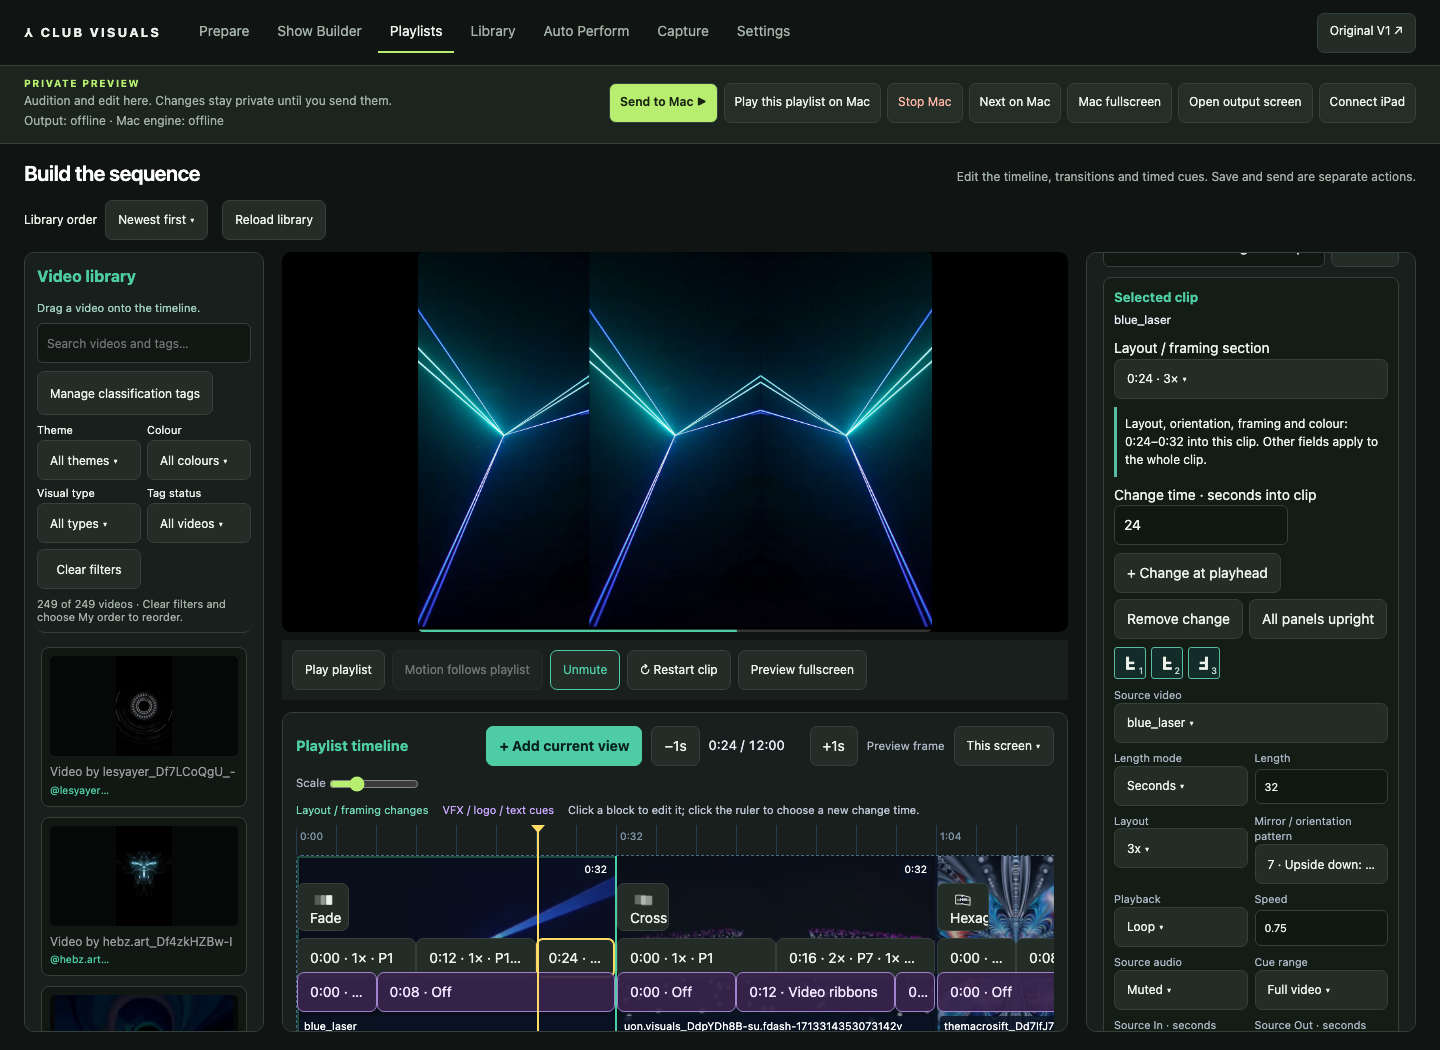 CLUB VISUALS
Prepare
Show Builder
Playlists
Library
Auto Perform
Capture
Settings
Original V1 ↗
PRIVATE PREVIEW
Audition and edit here. Changes stay private until you send them.
Output: offline · Mac engine: offline
Send to Mac ▶
Play this playlist on Mac
Stop Mac
Next on Mac
Mac fullscreen
Open output screen
Connect iPad
Build the sequence
Edit the timeline, transitions and timed cues. Save and send are separate actions.
Library order
Newest first ▾
Reload library
Video library
Drag a video onto the timeline.
Search videos and tags...
Manage classification tags
Theme
Colour
All themes ▾
All colours ▾
Visual type
Tag status
All types ▾
All videos ▾
Clear filters
249 of 249 videos · Clear filters and
choose My order to reorder.
Video by lesyayer_Df7LCoQgU_-
@lesyayer...
Video by hebz.art_Df4zkHZBw-I
@hebz.art...
Play playlist
Motion follows playlist
Unmute
↻ Restart clip
Preview fullscreen
Playlist timeline
+ Add current view
−1s
0:24 / 12:00
+1s
Preview frame
This screen ▾
Scale
Layout / framing changes
VFX / logo / text cues
Click a block to edit it; click the ruler to choose a new change time.
0:00
0:32
1:04
0:32
0:32
Fade
Cross
Hexag
0:00 · 1× · P1
0:12 · 1× · P1...
0:24 · ...
0:00 · 1× · P1
0:16 · 2× · P7 · 1× ...
0:00 · ...
0:08
0:00 · ...
0:08 · Off
0:00 · Off
0:12 · Video ribbons
0...
0:00 · Off
blue_laser
uon.visuals_DdpYDh8B-su.fdash-1713314353073142v
themacrosift_Dd7lfJ7
Selected clip
blue_laser
Layout / framing section
0:24 · 3× ▾
Layout, orientation, framing and colour:
0:24–0:32 into this clip. Other fields apply to
the whole clip.
Change time · seconds into clip
24
+ Change at playhead
Remove change
All panels upright
1
2
3
Source video
blue_laser ▾
Length mode
Length
Seconds ▾
32
Layout
Mirror / orientation
pattern
3× ▾
7 · Upside down: ...
Playback
Speed
Loop ▾
0.75
Source audio
Cue range
Muted ▾
Full video ▾
Source In · seconds
Source Out · seconds